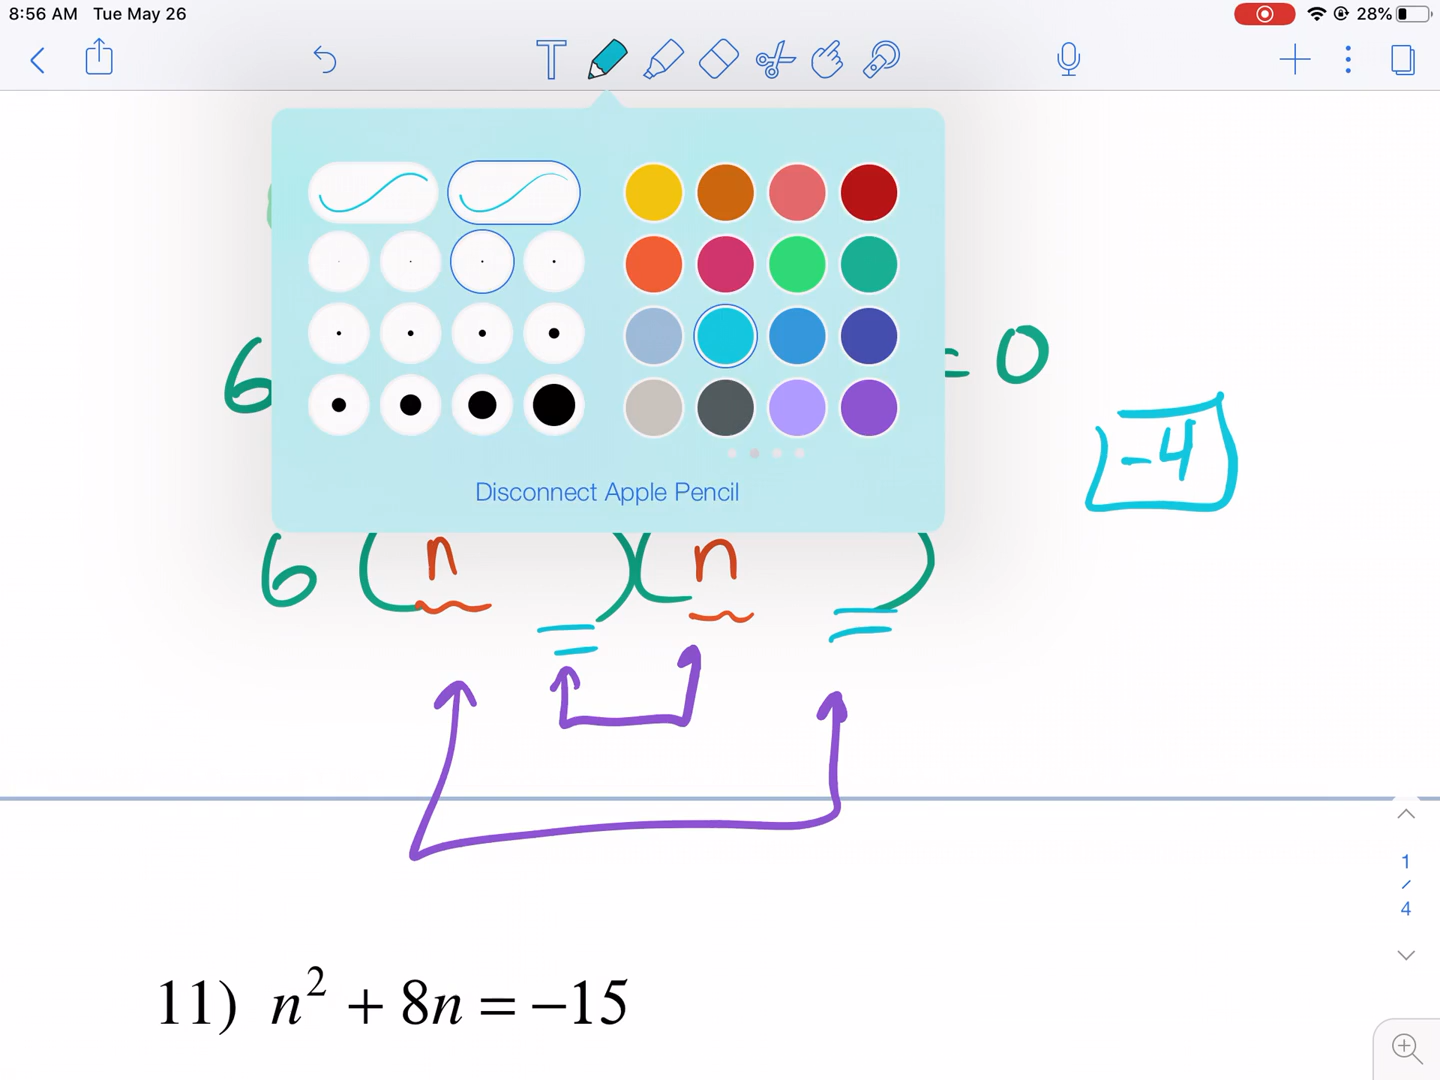 8:56 AM Tue May 26 28%
T
6 = 0
-4
Disconnect Apple Pencil
6 (n )(n )
1
/
4
11) n² + 8n = −15